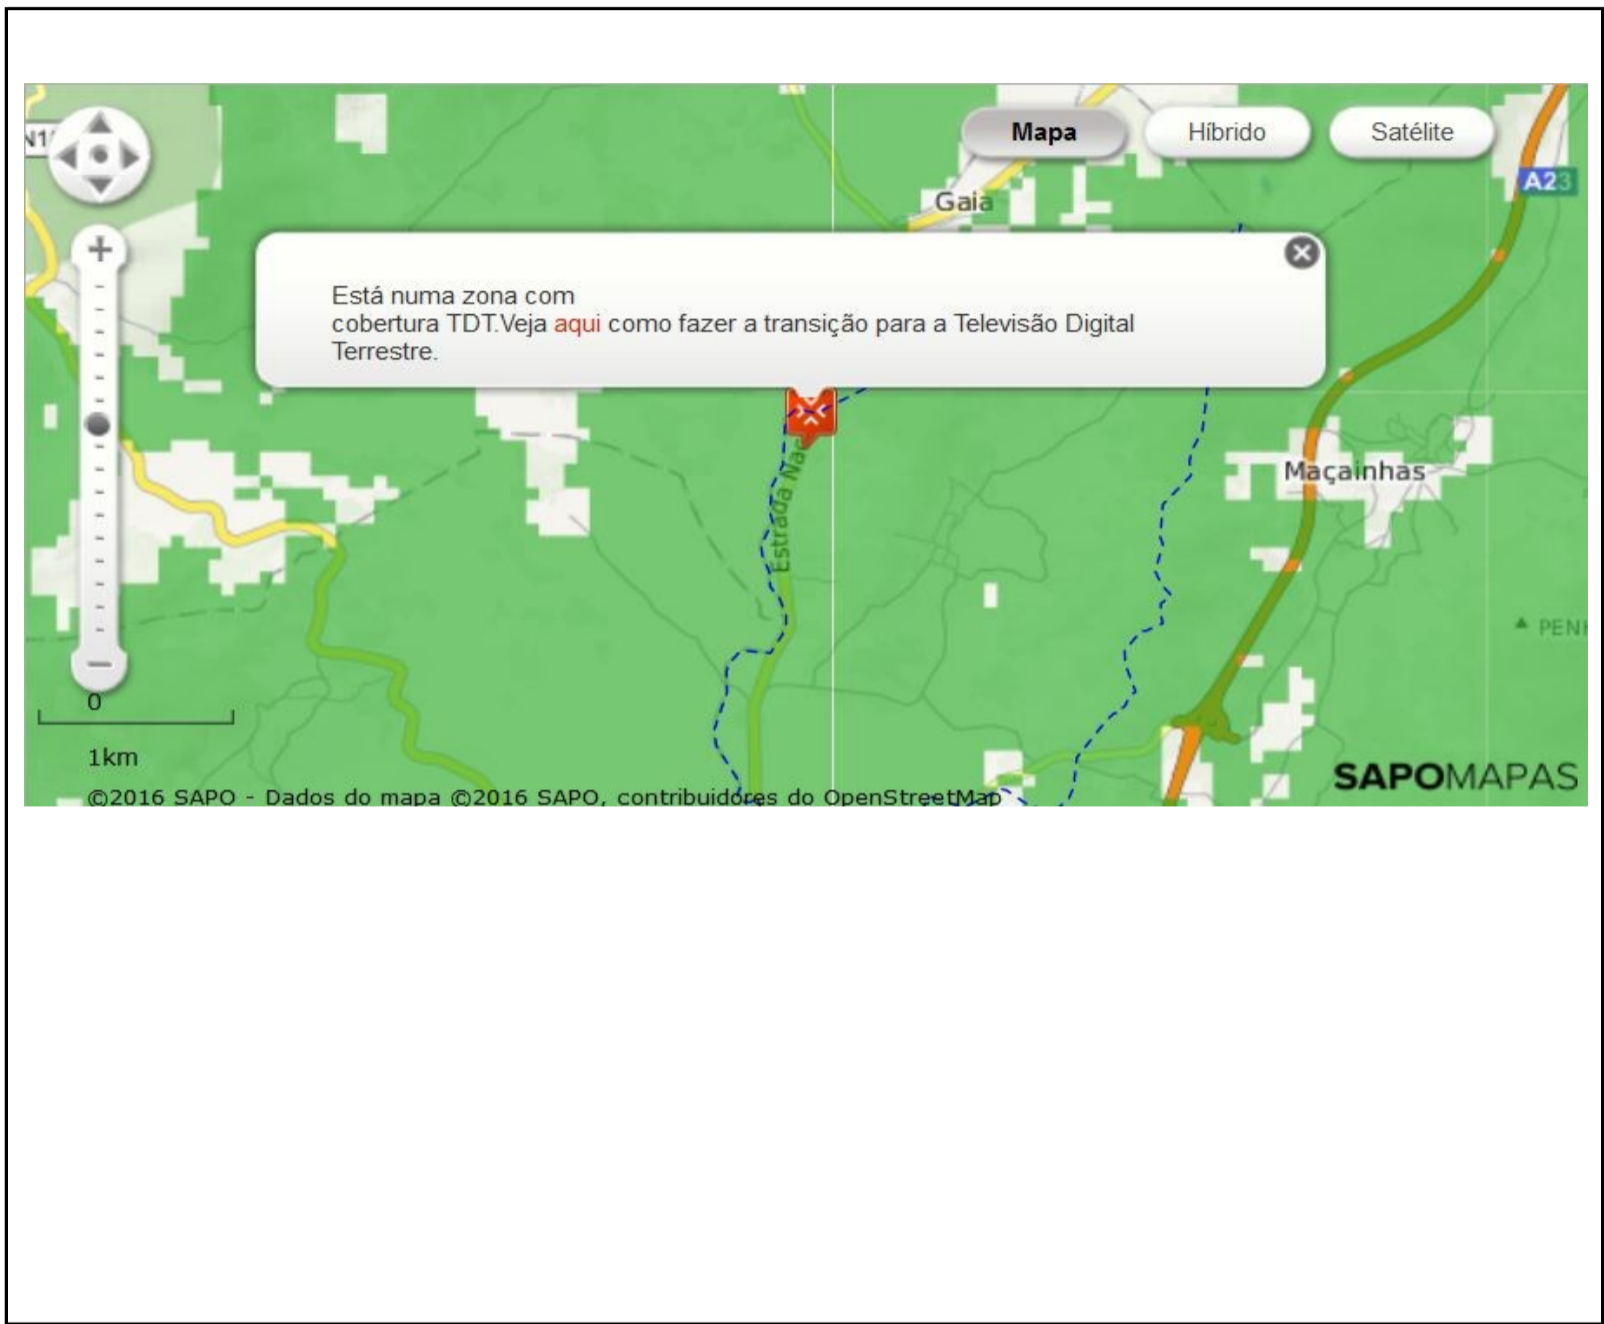 Mapa
Híbrido
Satélite
A23
Gaia
Está numa zona com
cobertura TDT.Veja aqui como fazer a transição para a Televisão Digital
Terrestre.
Maçainhas
Estrada Nac
0
1km
SAPOMAPAS
©2016 SAPO - Dados do mapa ©2016 SAPO, contribuidores do OpenStreetMap